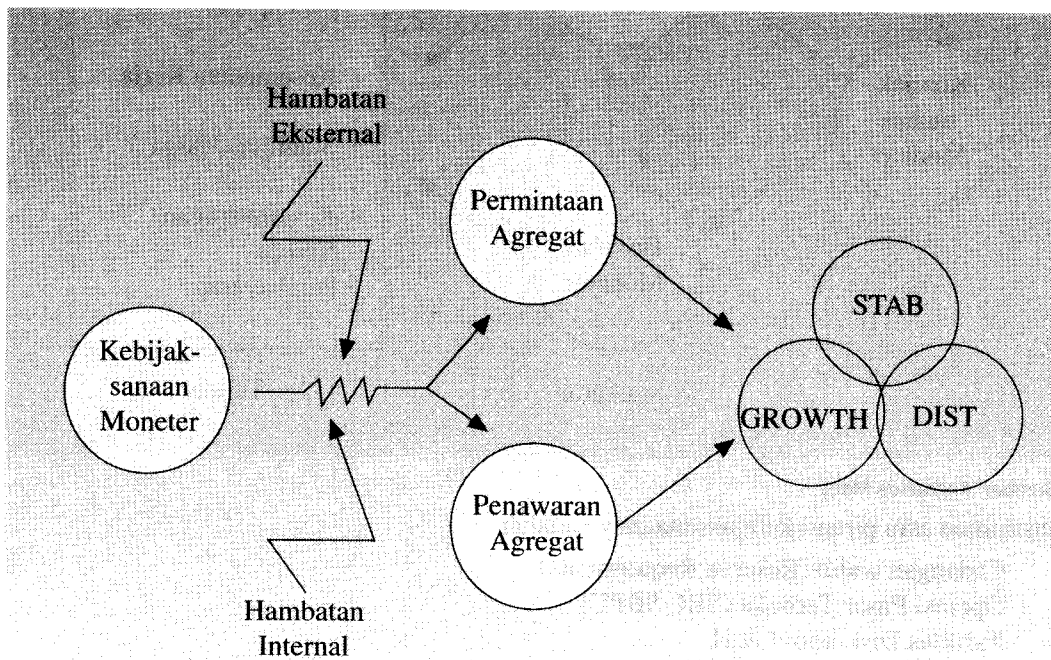 Hambatan
Eksternal
Permintaan
Agregat
STAB
Kebijak-
sanaan
Moneter
GROWTH
DIST
Penawaran
Agregat
Hambatan
Internal